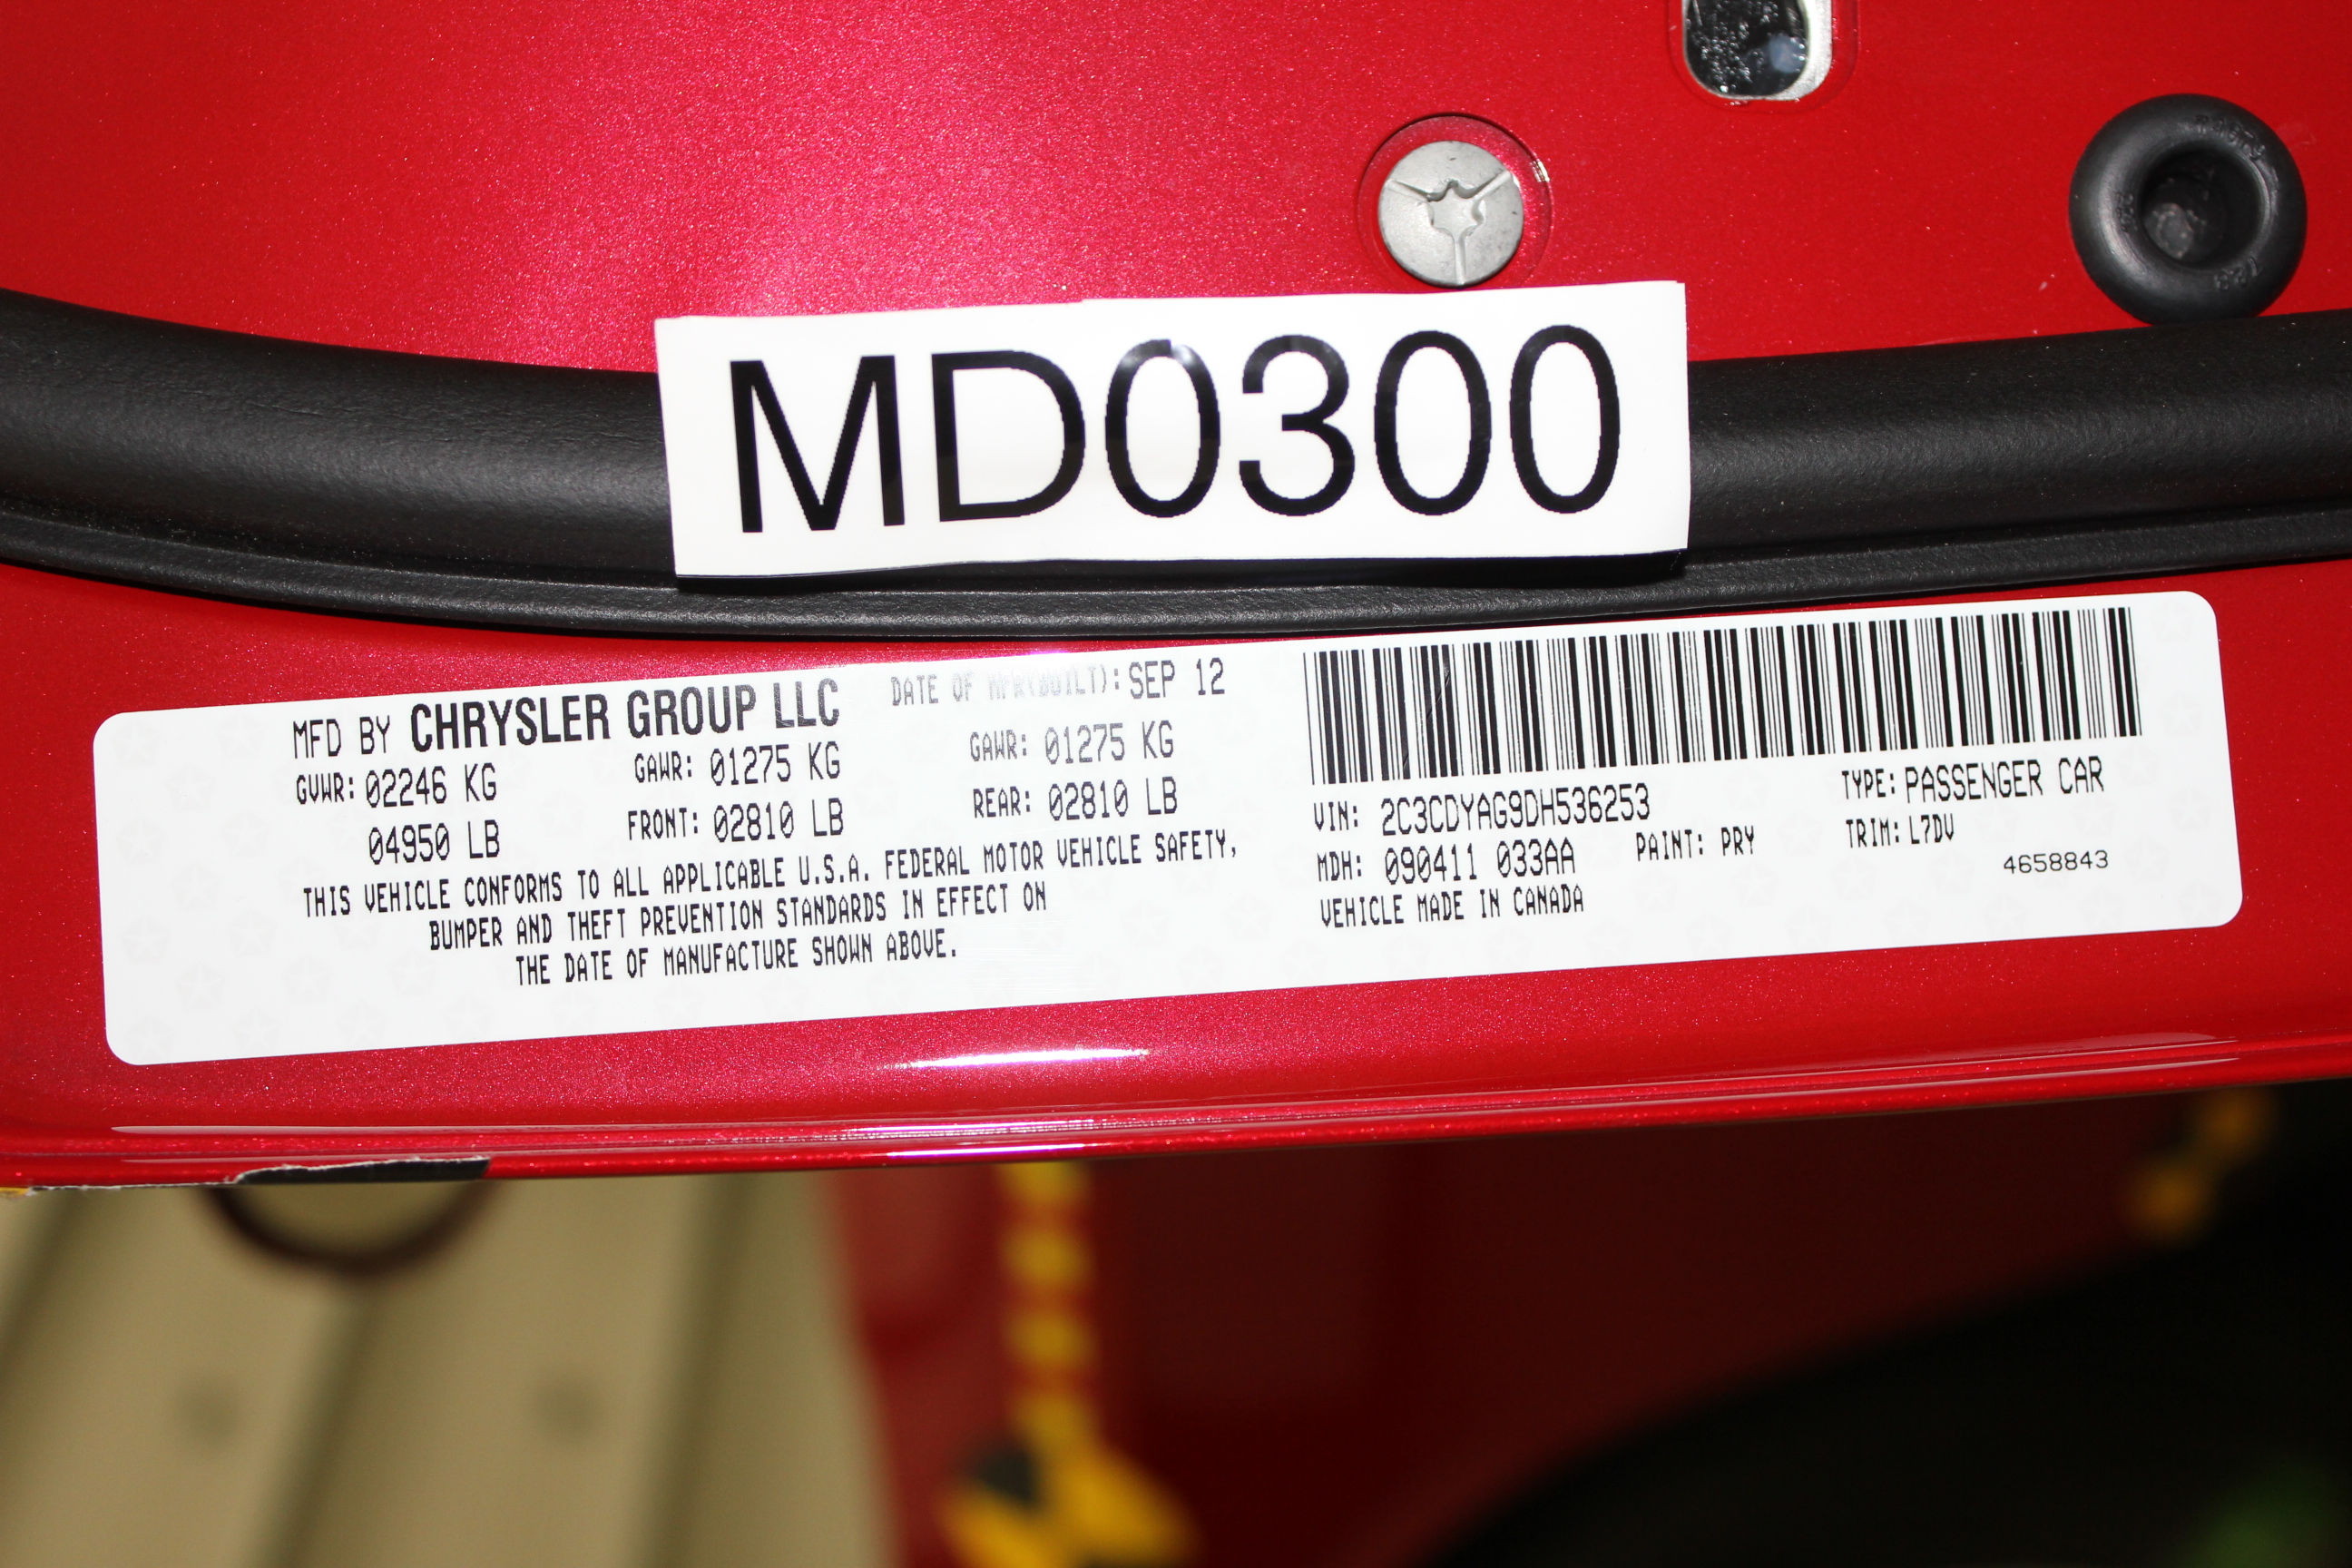 MD0300
MFD BY CHRYSLER GROUP LLC DATE OF MFR(BUILT): SEP 12
GVWR: 02246 KG GAWR: 01275 KG GAWR: 01275 KG
04950 LB FRONT: 02810 LB REAR: 02810 LB
THIS VEHICLE CONFORMS TO ALL APPLICABLE U.S.A. FEDERAL MOTOR VEHICLE SAFETY,
BUMPER AND THEFT PREVENTION STANDARDS IN EFFECT ON
THE DATE OF MANUFACTURE SHOWN ABOVE.
VIN: 2C3CDYAG9DH536253 TYPE: PASSENGER CAR
MDH: 090411 033AA PAINT: PRY TRIM: L7DV
VEHICLE MADE IN CANADA 4658843